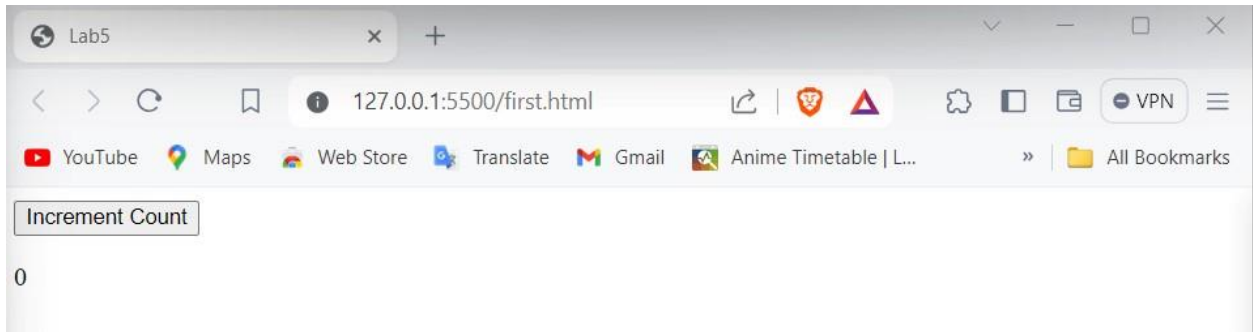 Lab5
127.0.0.1:5500/first.html
VPN
YouTube Maps Web Store Translate Gmail Anime Timetable | L... » All Bookmarks
Increment Count
0